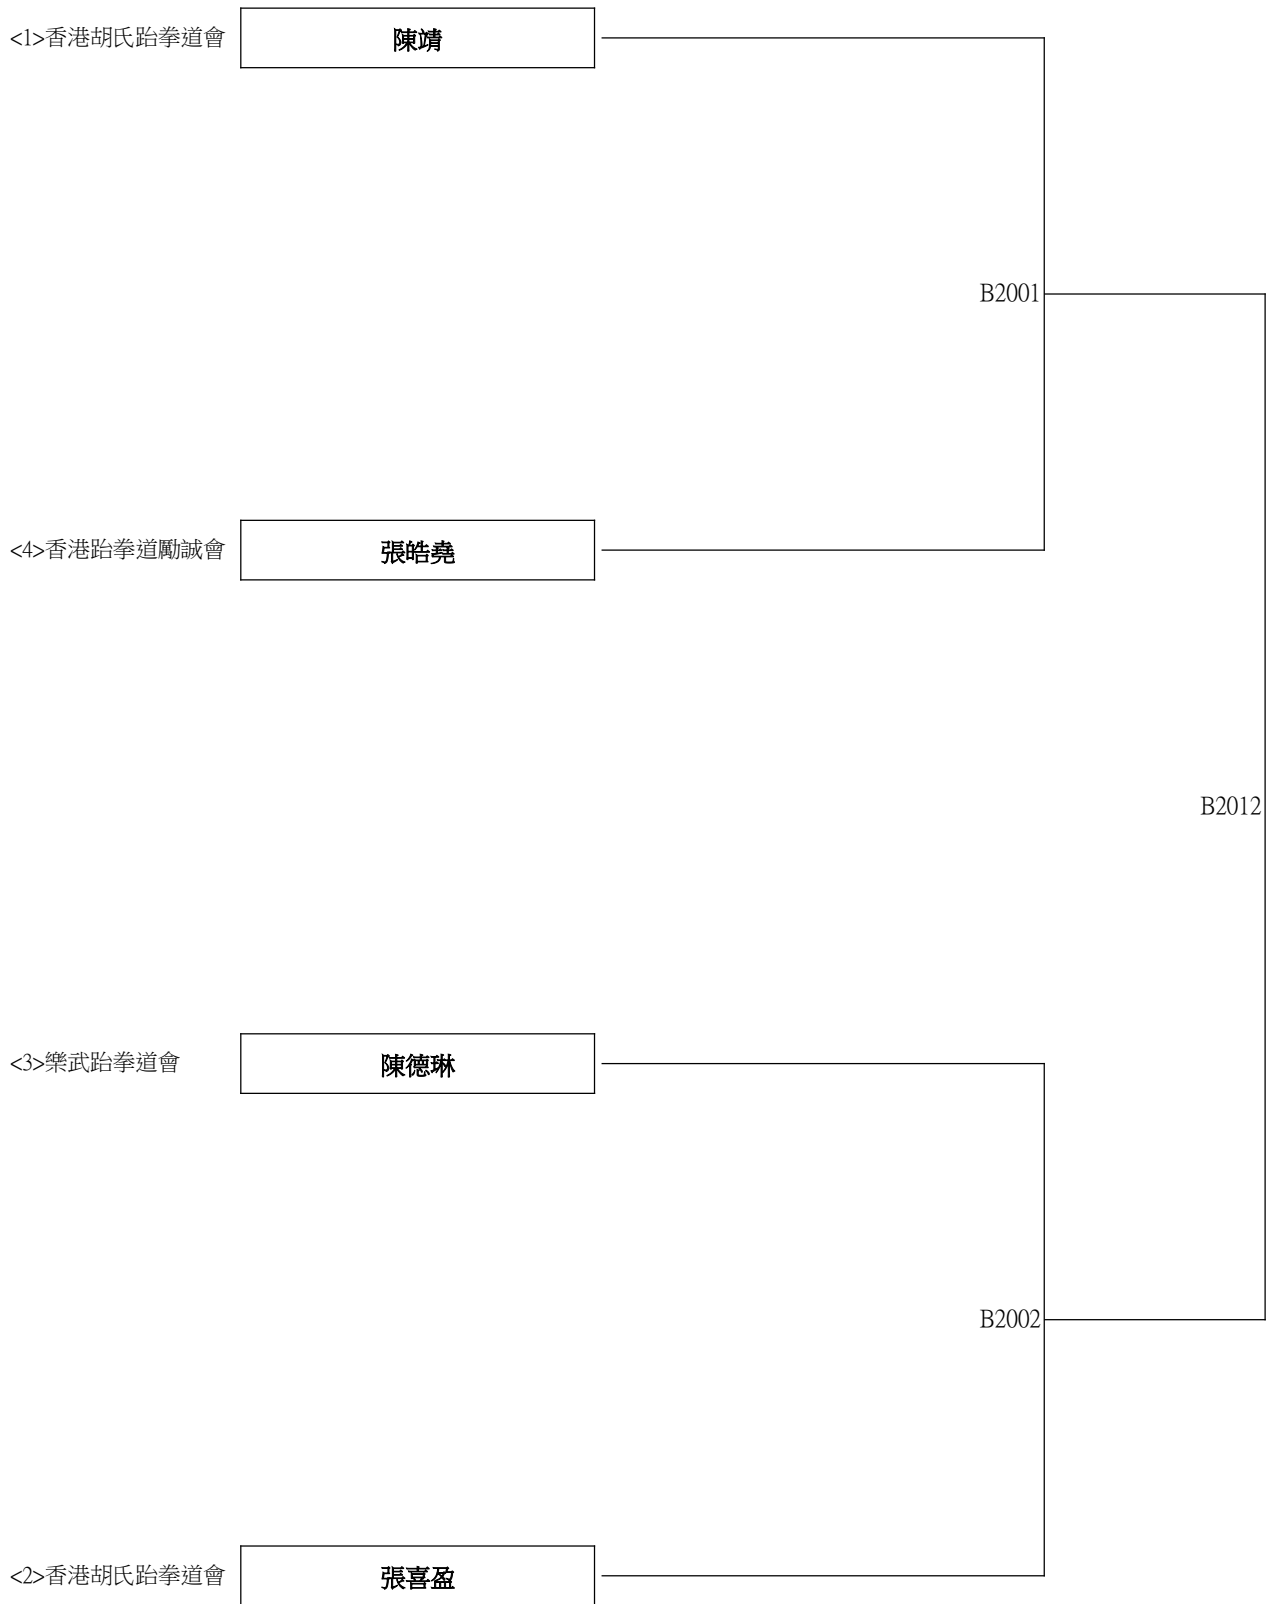 <1>香港胡氏跆拳道會 陳靖
B2001
<4>香港跆拳道勵誠會 張皓堯
B2012
<3>樂武跆拳道會 陳德琳
B2002
<2>香港胡氏跆拳道會 張喜盈